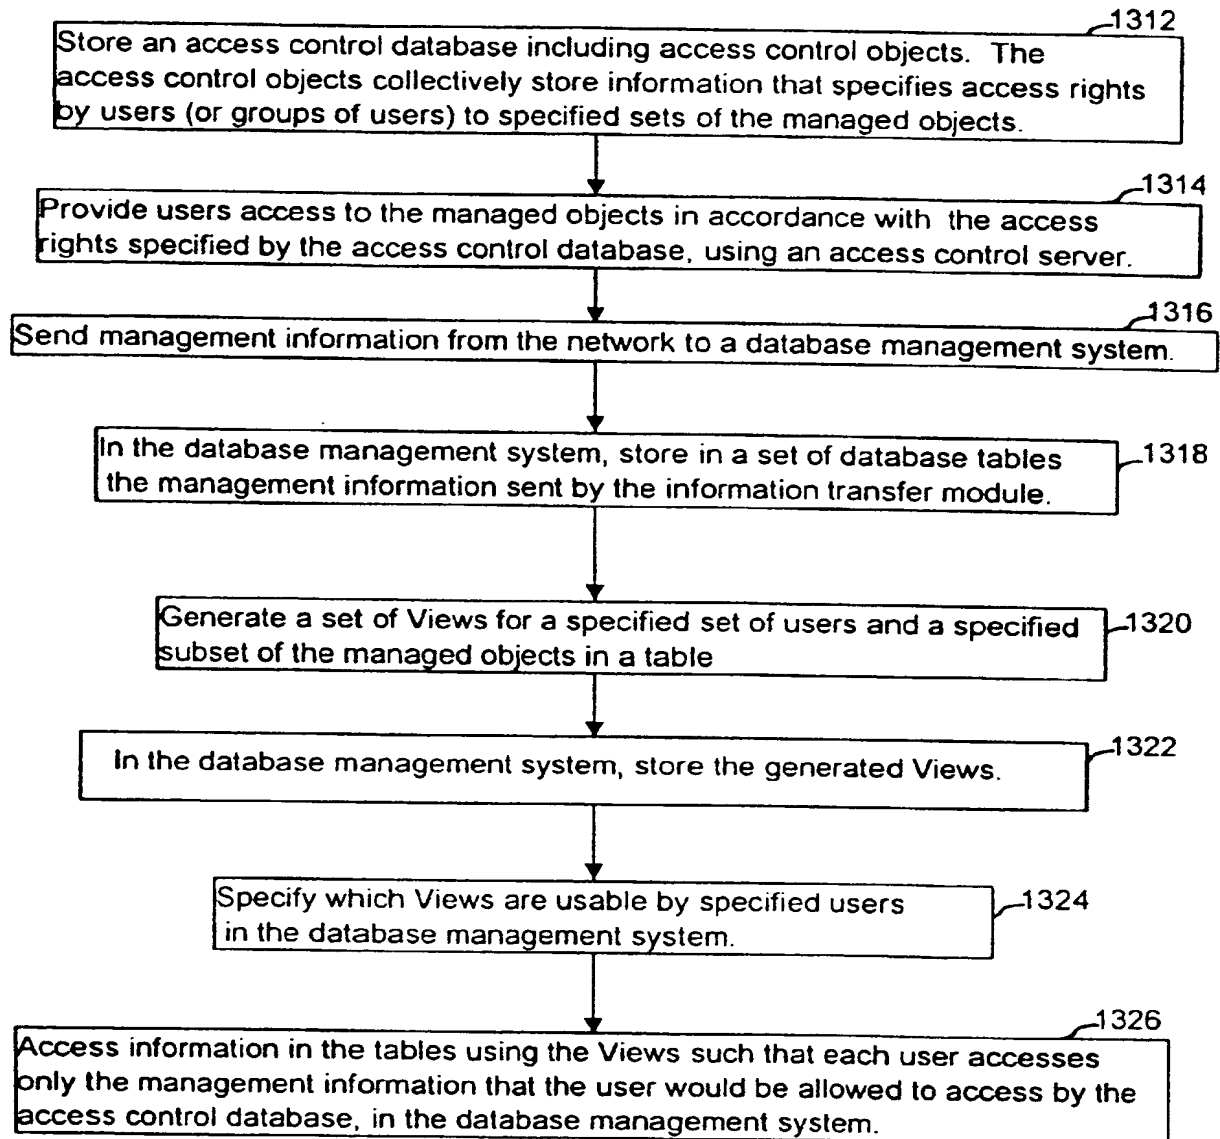 1312
Store an access control database including access control objects. The
access control objects collectively store information that specifies access rights
by users (or groups of users) to specified sets of the managed objects.
1314
Provide users access to the managed objects in accordance with the access
rights specified by the access control database, using an access control server.
1316
Send management information from the network to a database management system.
In the database management system, store in a set of database tables
the management information sent by the information transfer module.
1318
Generate a set of Views for a specified set of users and a specified
subset of the managed objects in a table
1320
In the database management system, store the generated Views.
1322
Specify which Views are usable by specified users
in the database management system.
1324
1326
Access information in the tables using the Views such that each user accesses
only the management information that the user would be allowed to access by the
access control database, in the database management system.